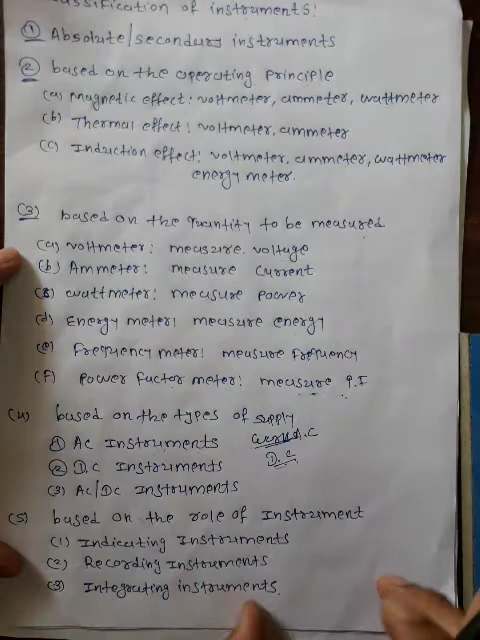 classification of instruments:
① Absolute/secondary instruments
② based on the operating principle
(a) Magnetic effect: voltmeter, ammeter, wattmeter
(b) Thermal effect: voltmeter, ammeter
(c) Induction effect: voltmeter, ammeter, wattmeter
energy meter.
(3) based on the quantity to be measured
(a) voltmeter: measure voltage
(b) Ammeter: measure current
(c) wattmeter: measure power
(d) Energy meter: measure energy
(e) Frequency meter: measure frequency
(f) power factor meter: measure P.F
(4) based on the types of supply
① Ac Instruments
② D.C Instruments
D.C
(3) Ac/Dc Instruments
(5) based on the role of Instrument
(1) Indicating Instruments
(2) Recording Instruments
(3) Integrating instruments.